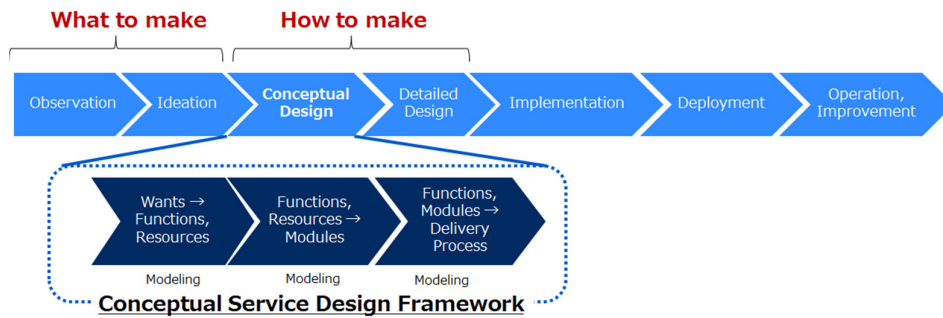 What to make
How to make
Observation
Ideation
Conceptual
Design
Detailed
Design
Implementation
Deployment
Operation,
Improvement
Wants →
Functions,
Resources
Functions,
Resources →
Modules
Functions,
Modules →
Delivery
Process
Modeling
Modeling
Modeling
Conceptual Service Design Framework